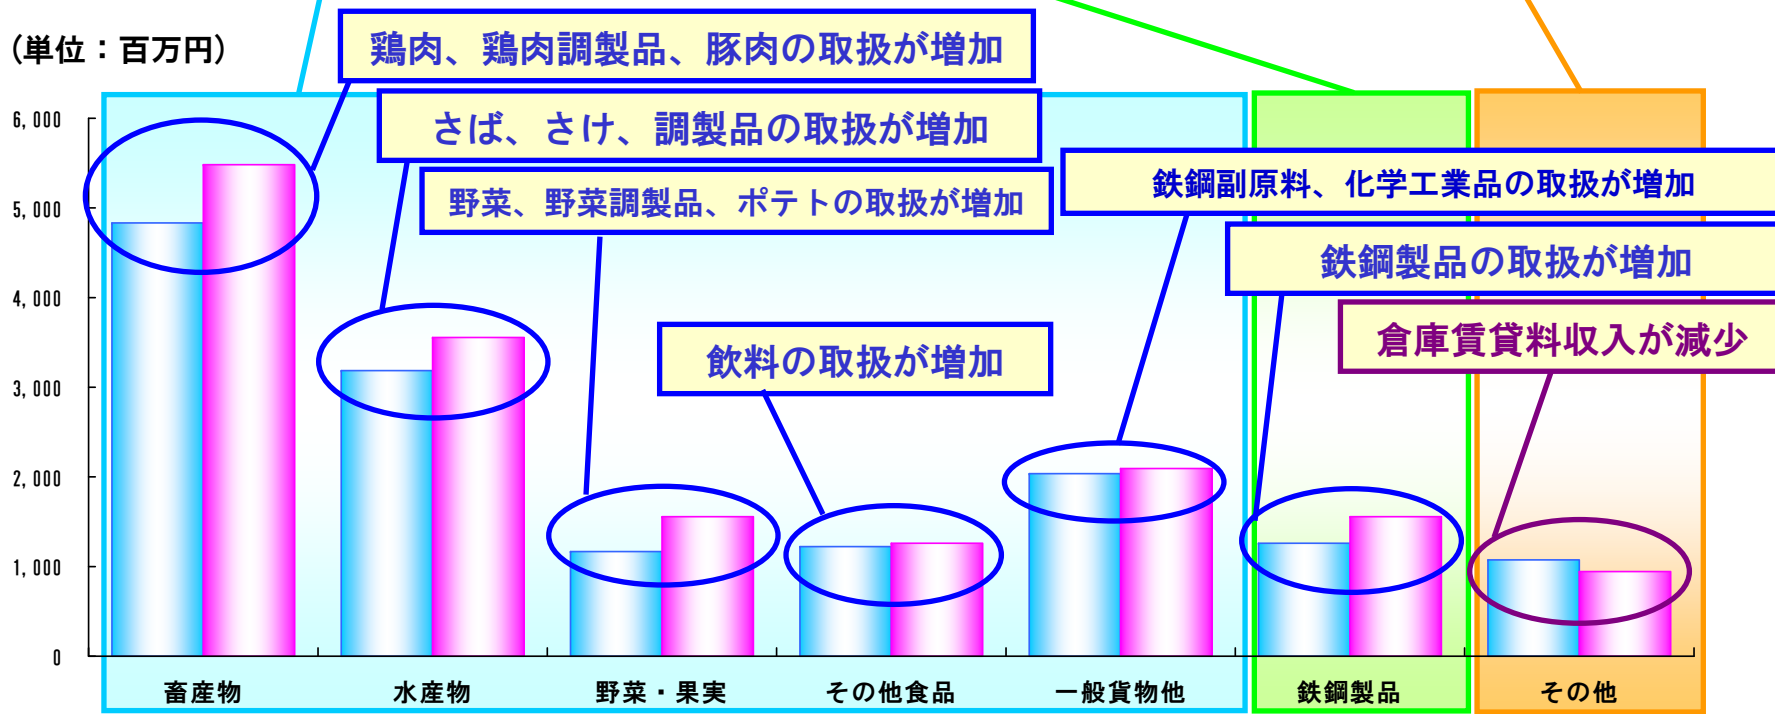 (単位：百万円)
鶏肉、鶏肉調製品、豚肉の取扱が増加
さば、さけ、調製品の取扱が増加
野菜、野菜調製品、ポテトの取扱が増加
鉄鋼副原料、化学工業品の取扱が増加
鉄鋼製品の取扱が増加
倉庫賃貸料収入が減少
飲料の取扱が増加
6,000
5,000
4,000
3,000
2,000
1,000
0
畜産物
水産物
野菜・果実
その他食品
一般貨物他
鉄鋼製品
その他